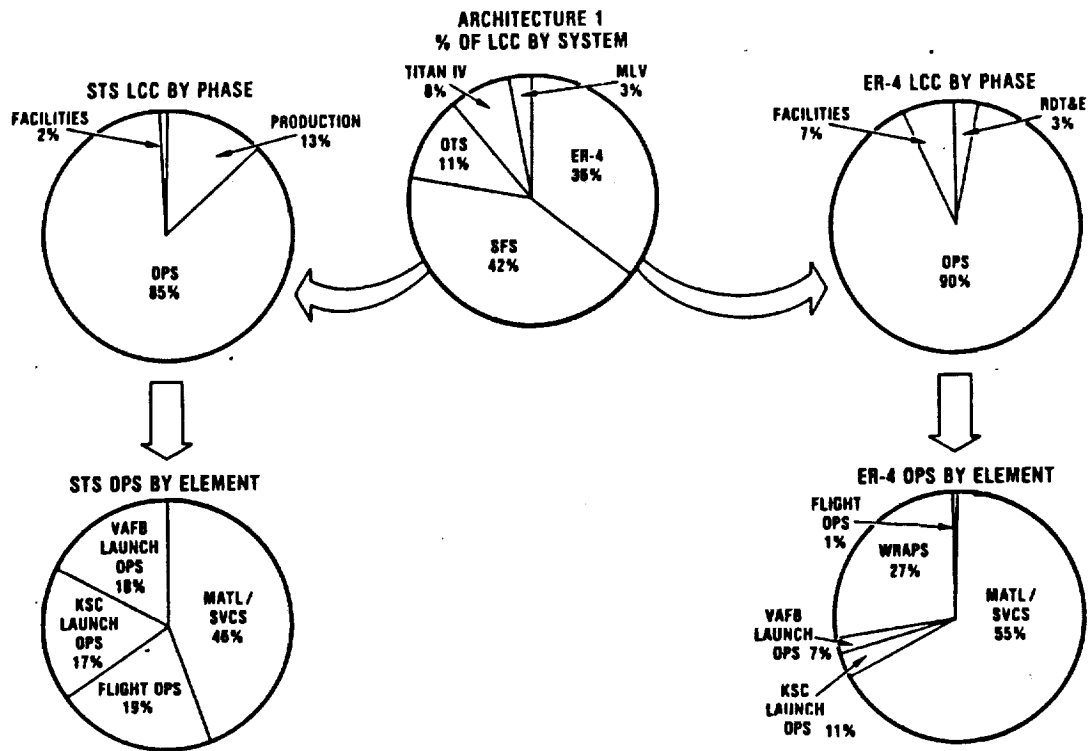 ARCHITECTURE 1
% OF LCC BY SYSTEM
TITAN IV
8%
MLV
3%
OTS
11%
ER-4
36%
SFS
42%
STS LCC BY PHASE
FACILITIES
2%
PRODUCTION
13%
OPS
85%
ER-4 LCC BY PHASE
FACILITIES
7%
RDT&E
3%
OPS
90%
STS OPS BY ELEMENT
VAFB
LAUNCH
OPS
18%
KSC
LAUNCH
OPS
17%
MATL/
SVCS
46%
FLIGHT OPS
19%
ER-4 OPS BY ELEMENT
FLIGHT
OPS
1%
WRAPS
27%
MATL/
SVCS
55%
VAFB
LAUNCH
OPS 7%
KSC
LAUNCH
OPS 11%